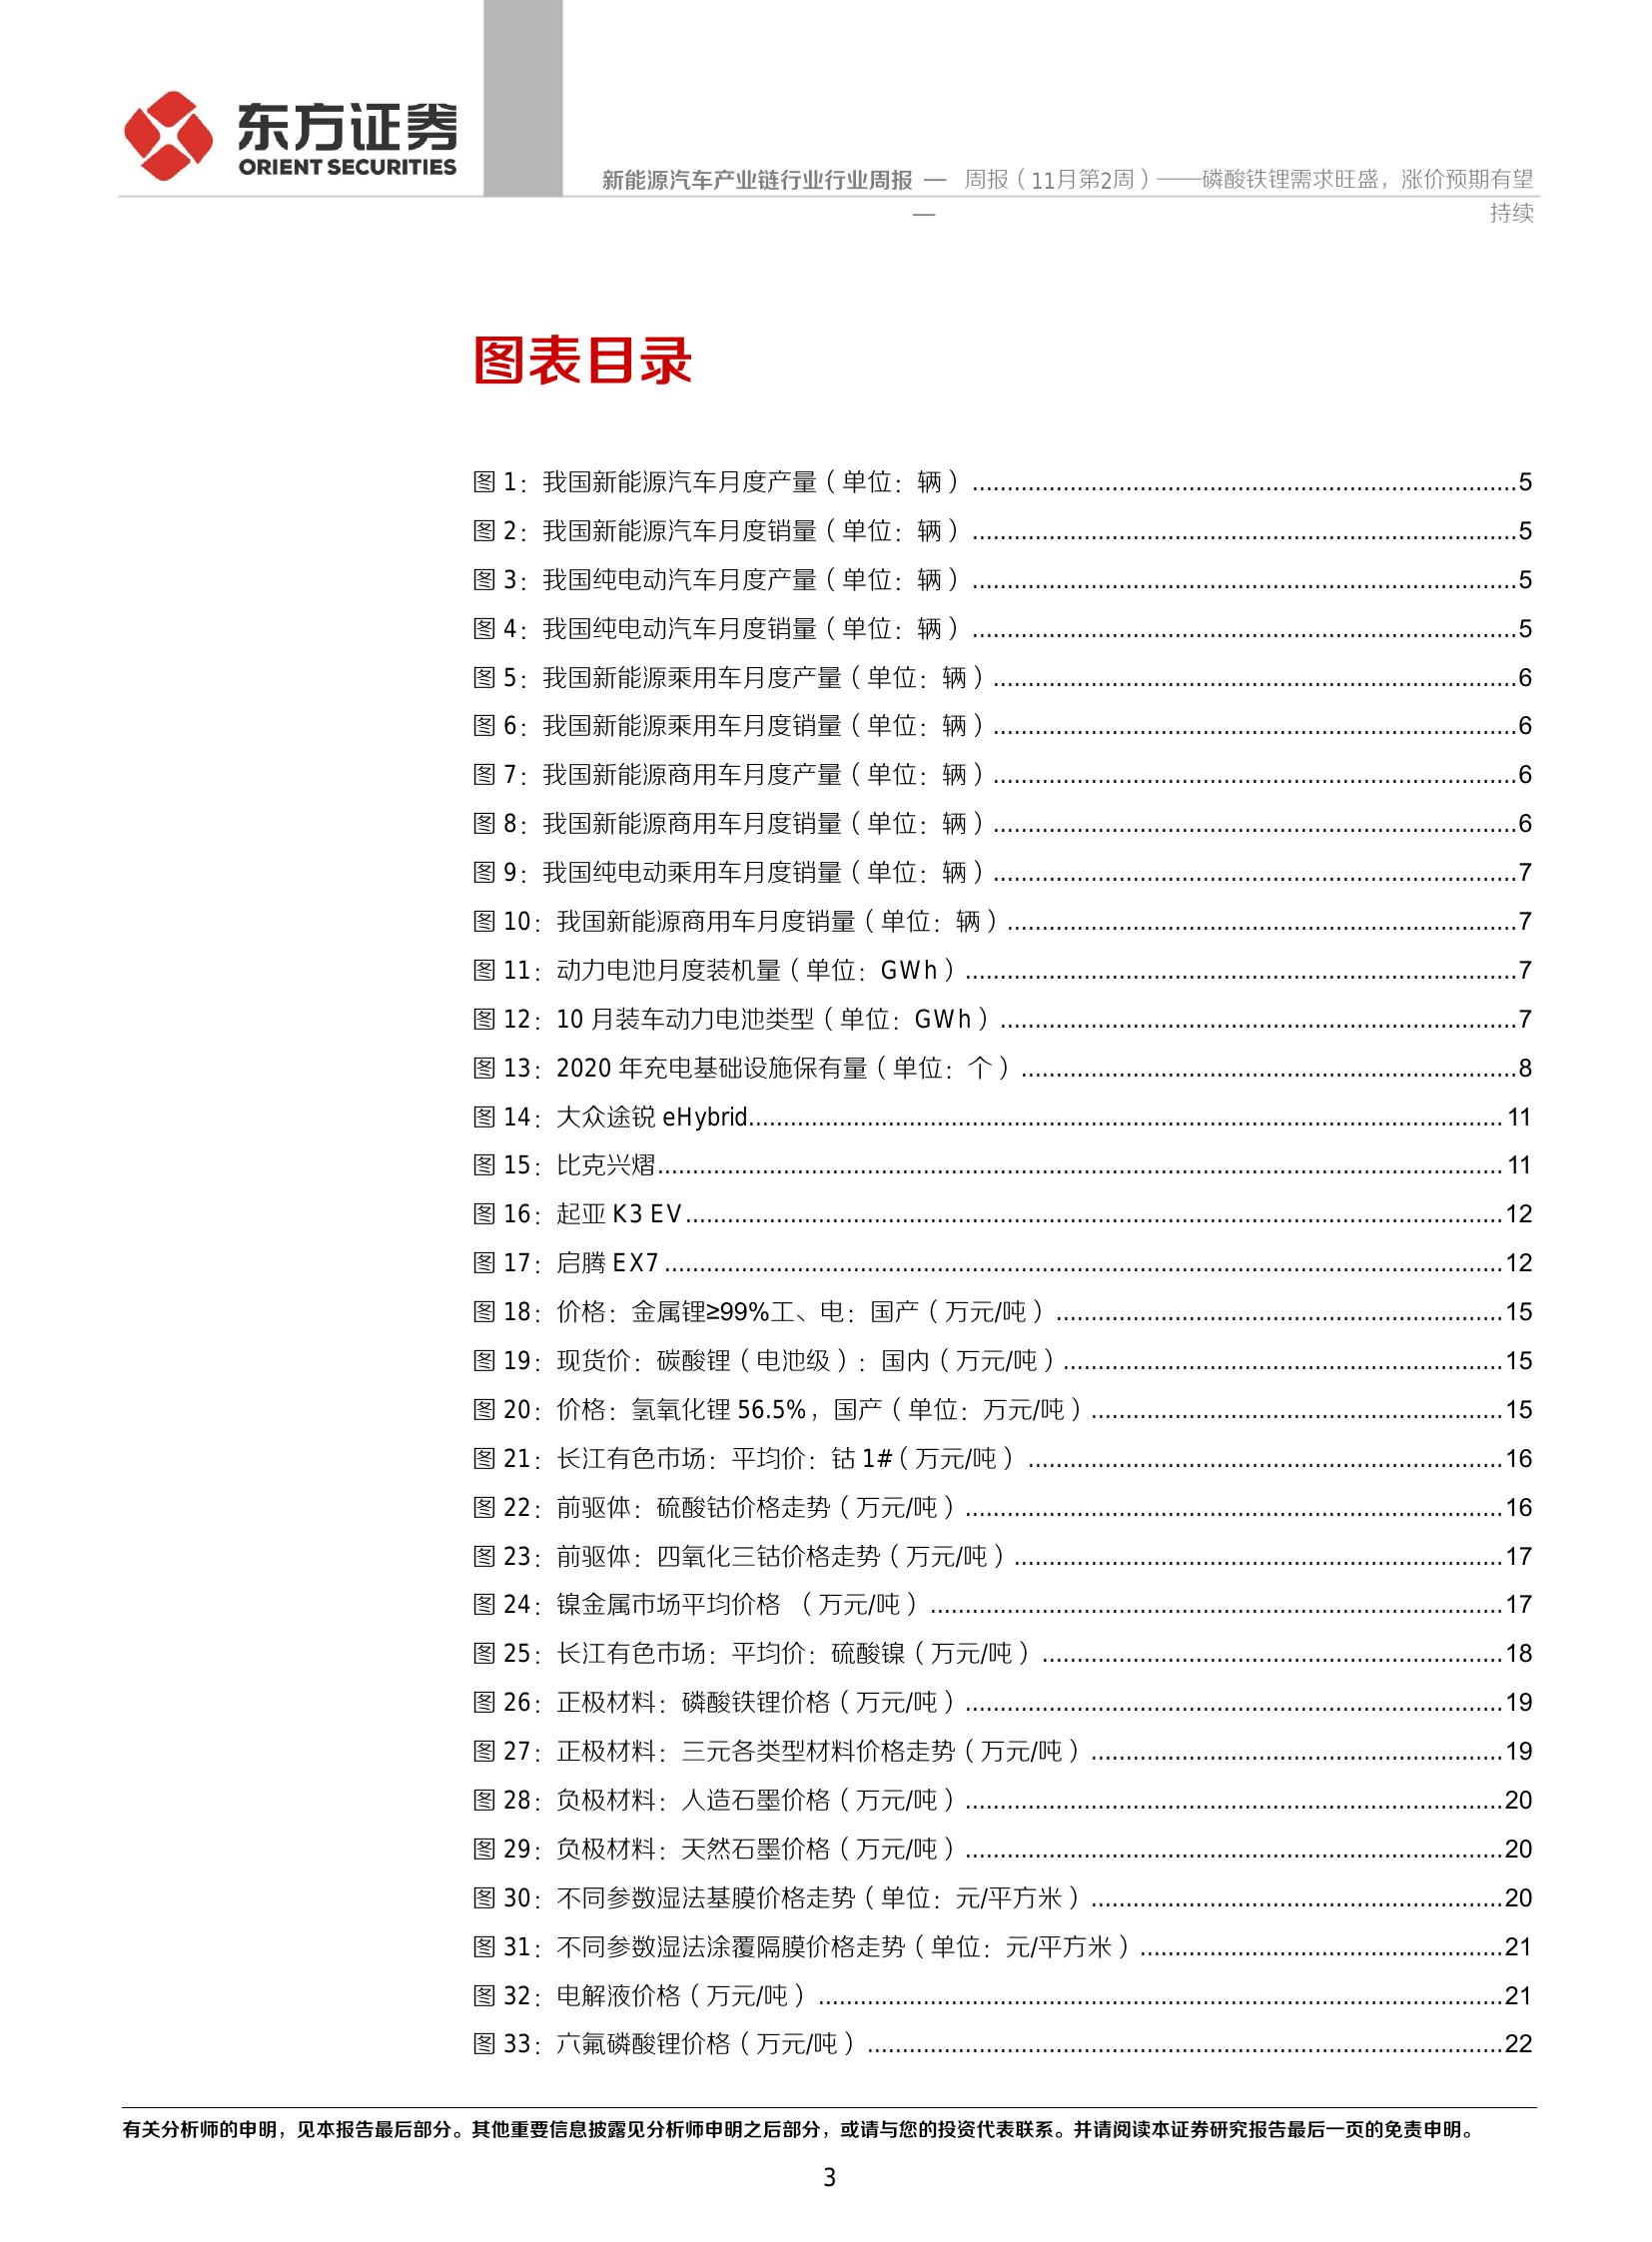 东方证券
ORIENT SECURITIES
新能源汽车产业链行业行业周报 — 周报（11月第2周）——磷酸铁锂需求旺盛，涨价预期有望
— 持续
图表目录
图 1：我国新能源汽车月度产量（单位：辆）...............5
图 2：我国新能源汽车月度销量（单位：辆）...............5
图 3：我国纯电动汽车月度产量（单位：辆）...............5
图 4：我国纯电动汽车月度销量（单位：辆）...............5
图 5：我国新能源乘用车月度产量（单位：辆）...............6
图 6：我国新能源乘用车月度销量（单位：辆）...............6
图 7：我国新能源商用车月度产量（单位：辆）...............6
图 8：我国新能源商用车月度销量（单位：辆）...............6
图 9：我国纯电动乘用车月度销量（单位：辆）...............7
图 10：我国新能源商用车月度销量（单位：辆）...............7
图 11：动力电池月度装机量（单位：GWh）...............7
图 12：10 月装车动力电池类型（单位：GWh）...............7
图 13：2020 年充电基础设施保有量（单位：个）...............8
图 14：大众途锐 eHybrid...............11
图 15：比克兴熠...............11
图 16：起亚 K3 EV...............12
图 17：启腾 EX7...............12
图 18：价格：金属锂≥99%工、电：国产（万元/吨）...............15
图 19：现货价：碳酸锂（电池级）：国内（万元/吨）...............15
图 20：价格：氢氧化锂 56.5%，国产（单位：万元/吨）...............15
图 21：长江有色市场：平均价：钴 1#（万元/吨）...............16
图 22：前驱体：硫酸钴价格走势（万元/吨）...............16
图 23：前驱体：四氧化三钴价格走势（万元/吨）...............17
图 24：镍金属市场平均价格 （万元/吨）...............17
图 25：长江有色市场：平均价：硫酸镍（万元/吨）...............18
图 26：正极材料：磷酸铁锂价格（万元/吨）...............19
图 27：正极材料：三元各类型材料价格走势（万元/吨）...............19
图 28：负极材料：人造石墨价格（万元/吨）...............20
图 29：负极材料：天然石墨价格（万元/吨）...............20
图 30：不同参数湿法基膜价格走势（单位：元/平方米）...............20
图 31：不同参数湿法涂覆隔膜价格走势（单位：元/平方米）...............21
图 32：电解液价格（万元/吨）...............21
图 33：六氟磷酸锂价格（万元/吨）...............22
有关分析师的申明，见本报告最后部分。其他重要信息披露见分析师申明之后部分，或请与您的投资代表联系。并请阅读本证券研究报告最后一页的免责申明。
3